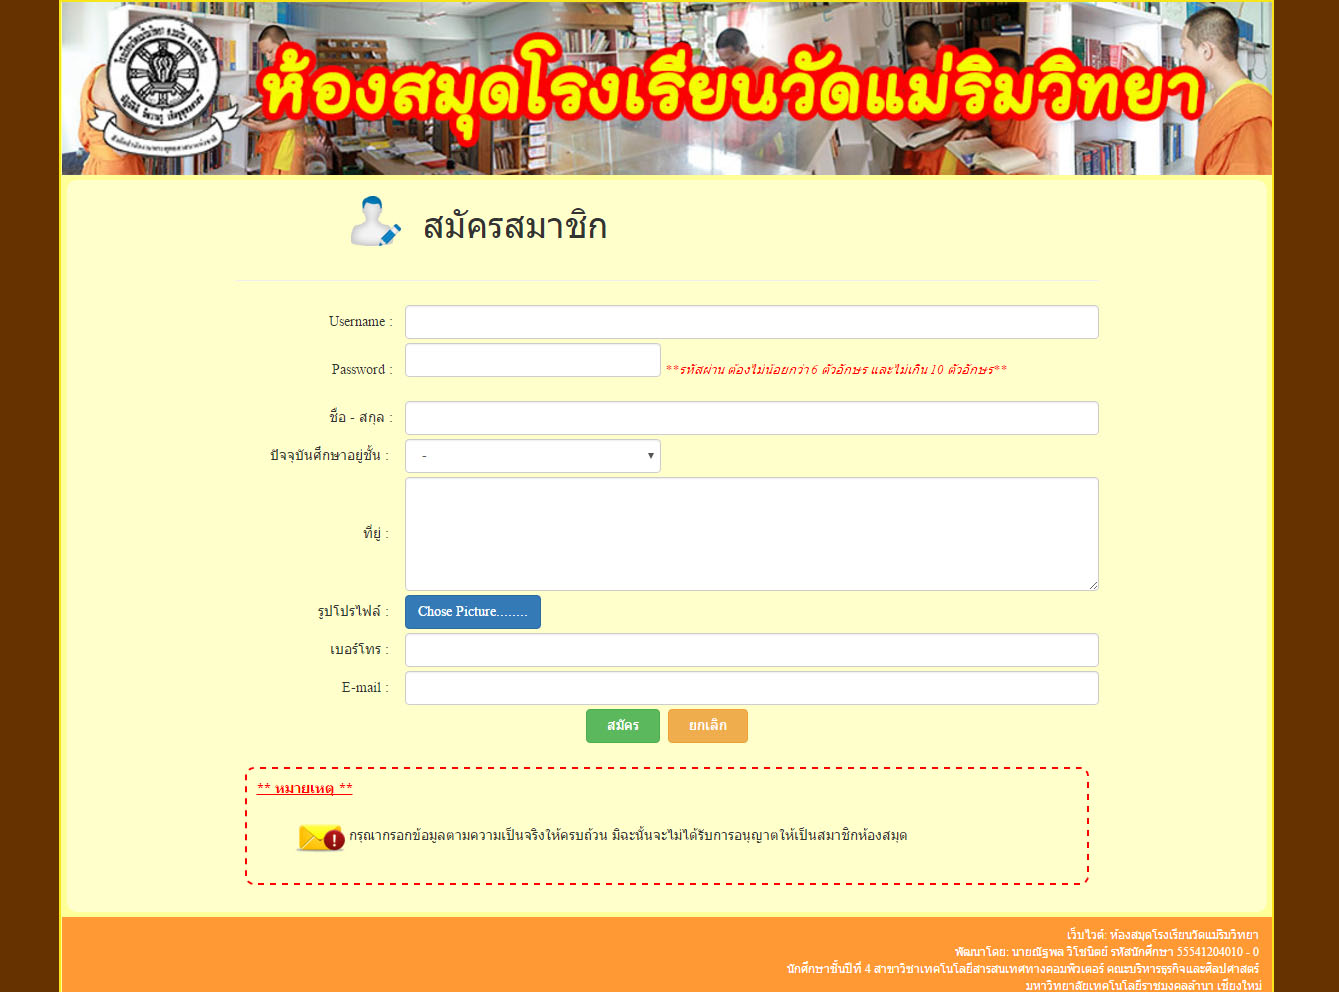 ห้องสมุดโรงเรียนวัดแม่ริมวิทยา
สมัครสมาชิก
Username :
Password :
**รหัสผ่าน ต้องไม่น้อยกว่า 6 ตัวอักษร และไม่เกิน 10 ตัวอักษร**
ชื่อ - สกุล :
ปัจจุบันศึกษาอยู่ชั้น :
-
ที่ยู่ :
รูปโปรไฟล์ :
Chose Picture........
เบอร์โทร :
E-mail :
สมัคร
ยกเลิก
** หมายเหตุ **
กรุณากรอกข้อมูลตามความเป็นจริงให้ครบถ้วน มิฉะนั้นจะไม่ได้รับการอนุญาตให้เป็นสมาชิกห้องสมุด
เว็บไวต์: ห้องสมุดโรงเรียนวัดแม่ริมวิทยา
พัฒนาโดย: นายณัฐพล วิโชนิตย์ รหัสนักศึกษา 55541204010 - 0
นักศึกษาชั้นปีที่ 4 สาขาวิชาเทคโนโลยีสารสนเทศทางคอมพิวเตอร์ คณะบริหารธุรกิจและศิลปศาสตร์
มหาวิทยาลัยเทคโนโลยีราชมงคลล้านา เชียงใหม่